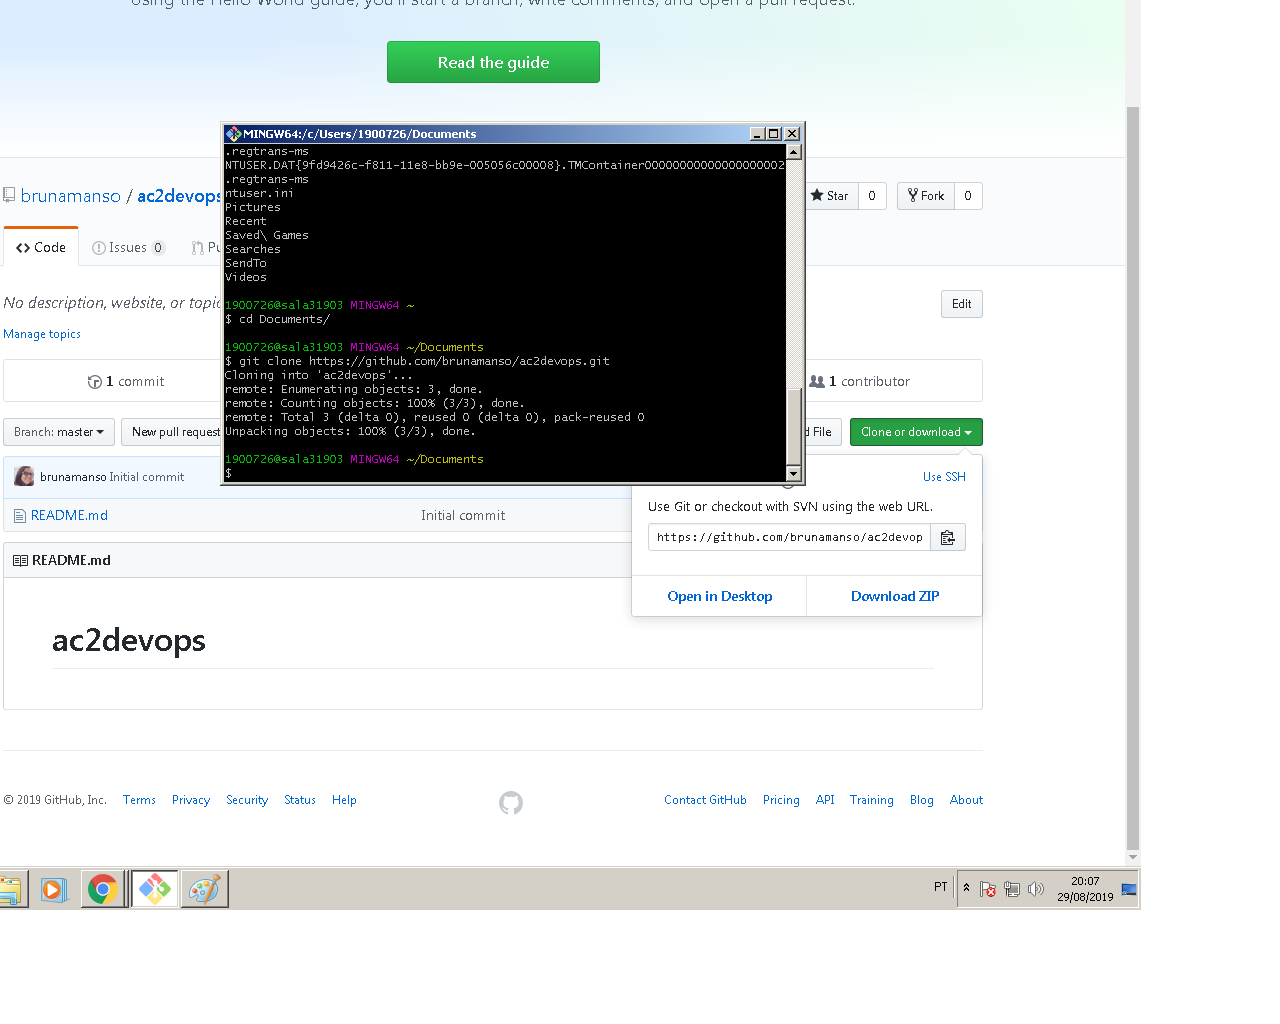 using the Hello World guide, you'll start a branch, write comments, and open a pull request.
Read the guide
MINGW64:/c/Users/1900726/Documents
.regtrans-ms
NTUSER.DAT{9fd9426c-f811-11e8-bb9e-005056c00008}.TMContainer00000000000000000002
.regtrans-ms
ntuser.ini
Pictures
Recent
Saved\ Games
Searches
SendTo
Videos
1900726@sala31903 MINGW64 ~
$ cd Documents/
1900726@sala31903 MINGW64 ~/Documents
$ git clone https://github.com/brunamanso/ac2devops.git
Cloning into 'ac2devops'...
remote: Enumerating objects: 3, done.
remote: Counting objects: 100% (3/3), done.
remote: Total 3 (delta 0), reused 0 (delta 0), pack-reused 0
Unpacking objects: 100% (3/3), done.
1900726@sala31903 MINGW64 ~/Documents
$
brunamanso / ac2devops
Star 0 Fork 0
Code Issues 0 Pu
No description, website, or topic
Edit
Manage topics
1 commit
1 contributor
Branch: master New pull request
d File Clone or download
brunamanso Initial commit
README.md Initial commit
Use SSH
Use Git or checkout with SVN using the web URL.
https://github.com/brunamanso/ac2devop
Open in Desktop Download ZIP
README.md
ac2devops
© 2019 GitHub, Inc. Terms Privacy Security Status Help
Contact GitHub Pricing API Training Blog About
PT
20:07
29/08/2019